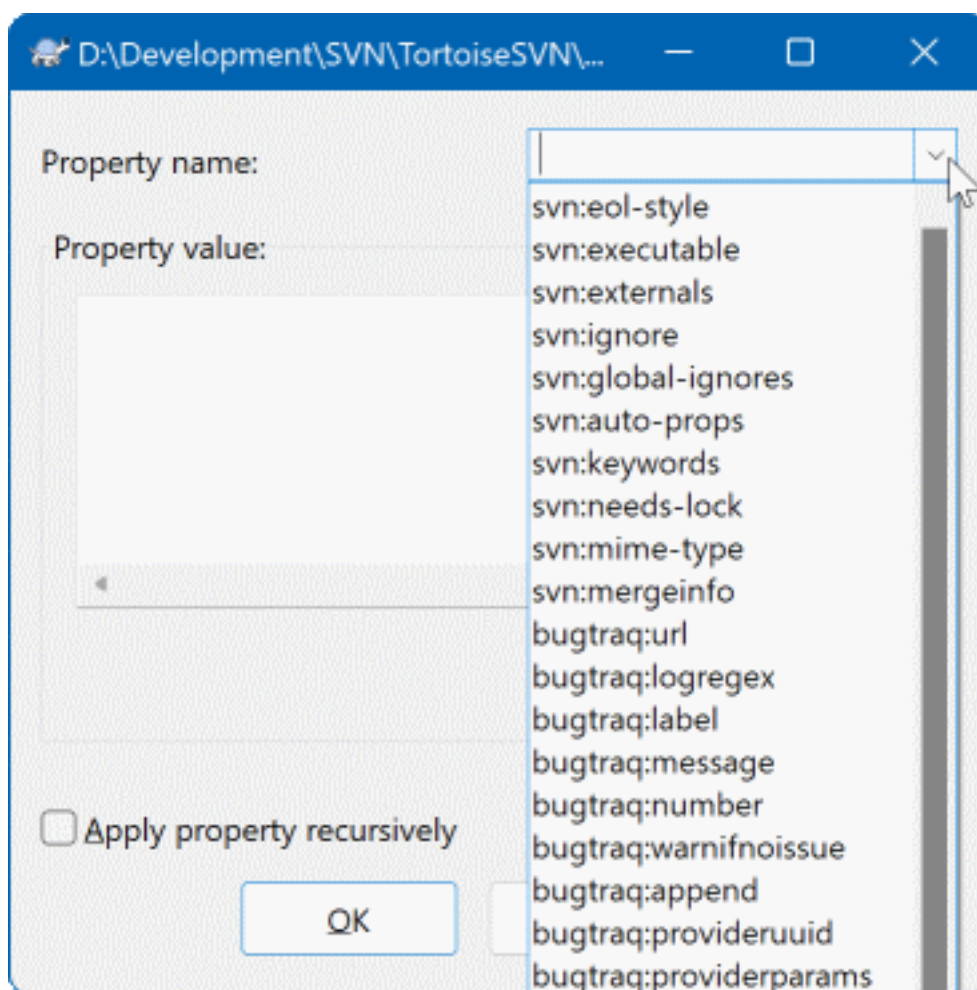 D:\Development\SVN\TortoiseSVN\...
Property name:
Property value:
svn:eol-style
svn:executable
svn:externals
svn:ignore
svn:global-ignores
svn:auto-props
svn:keywords
svn:needs-lock
svn:mime-type
svn:mergeinfo
bugtraq:url
bugtraq:logregex
bugtraq:label
bugtraq:message
bugtraq:number
bugtraq:warnifnoissue
bugtraq:append
bugtraq:provideruuid
bugtraq:providerparams
Apply property recursively
OK